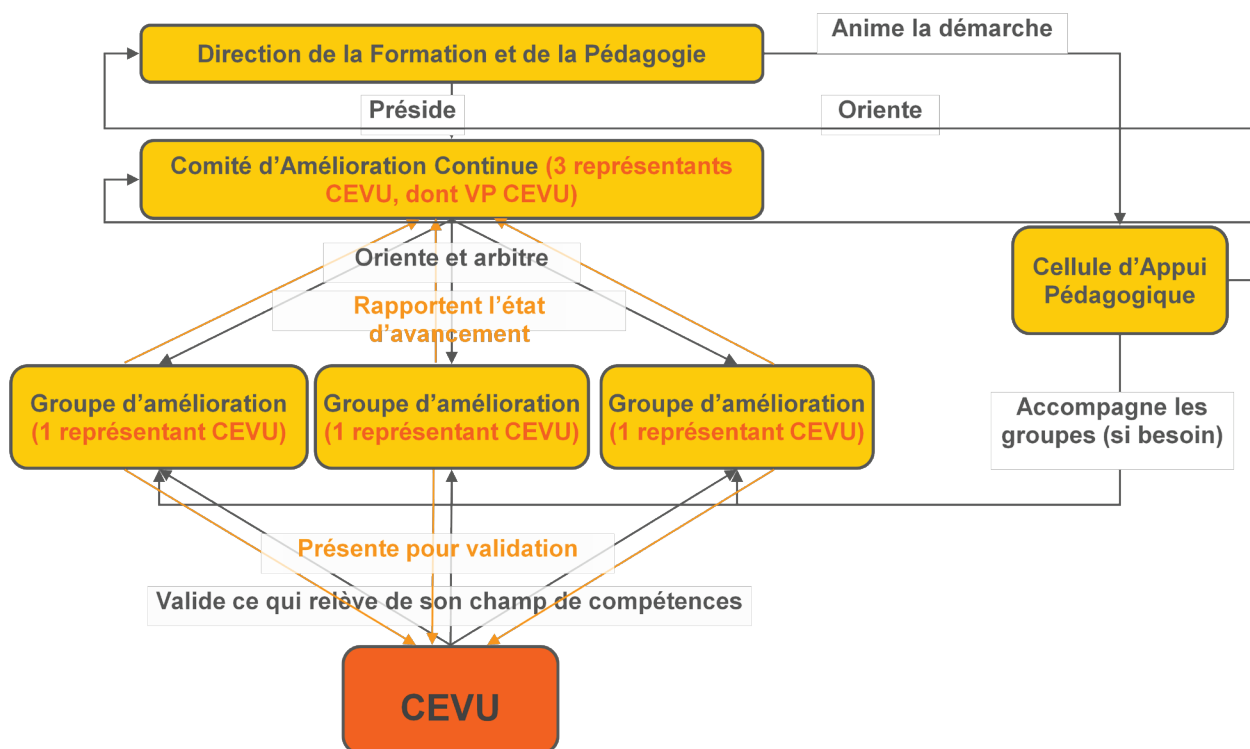 Anime la démarche
Direction de la Formation et de la Pédagogie
Préside
Oriente
Comité d’Amélioration Continue (3 représentants
CEVU, dont VP CEVU)
Oriente et arbitre
Cellule d’Appui
Pédagogique
Rapportent l’état
d’avancement
Groupe d’amélioration
(1 représentant CEVU)
Groupe d’amélioration
(1 représentant CEVU)
Groupe d’amélioration
(1 représentant CEVU)
Accompagne les
groupes (si besoin)
Présente pour validation
Valide ce qui relève de son champ de compétences
CEVU